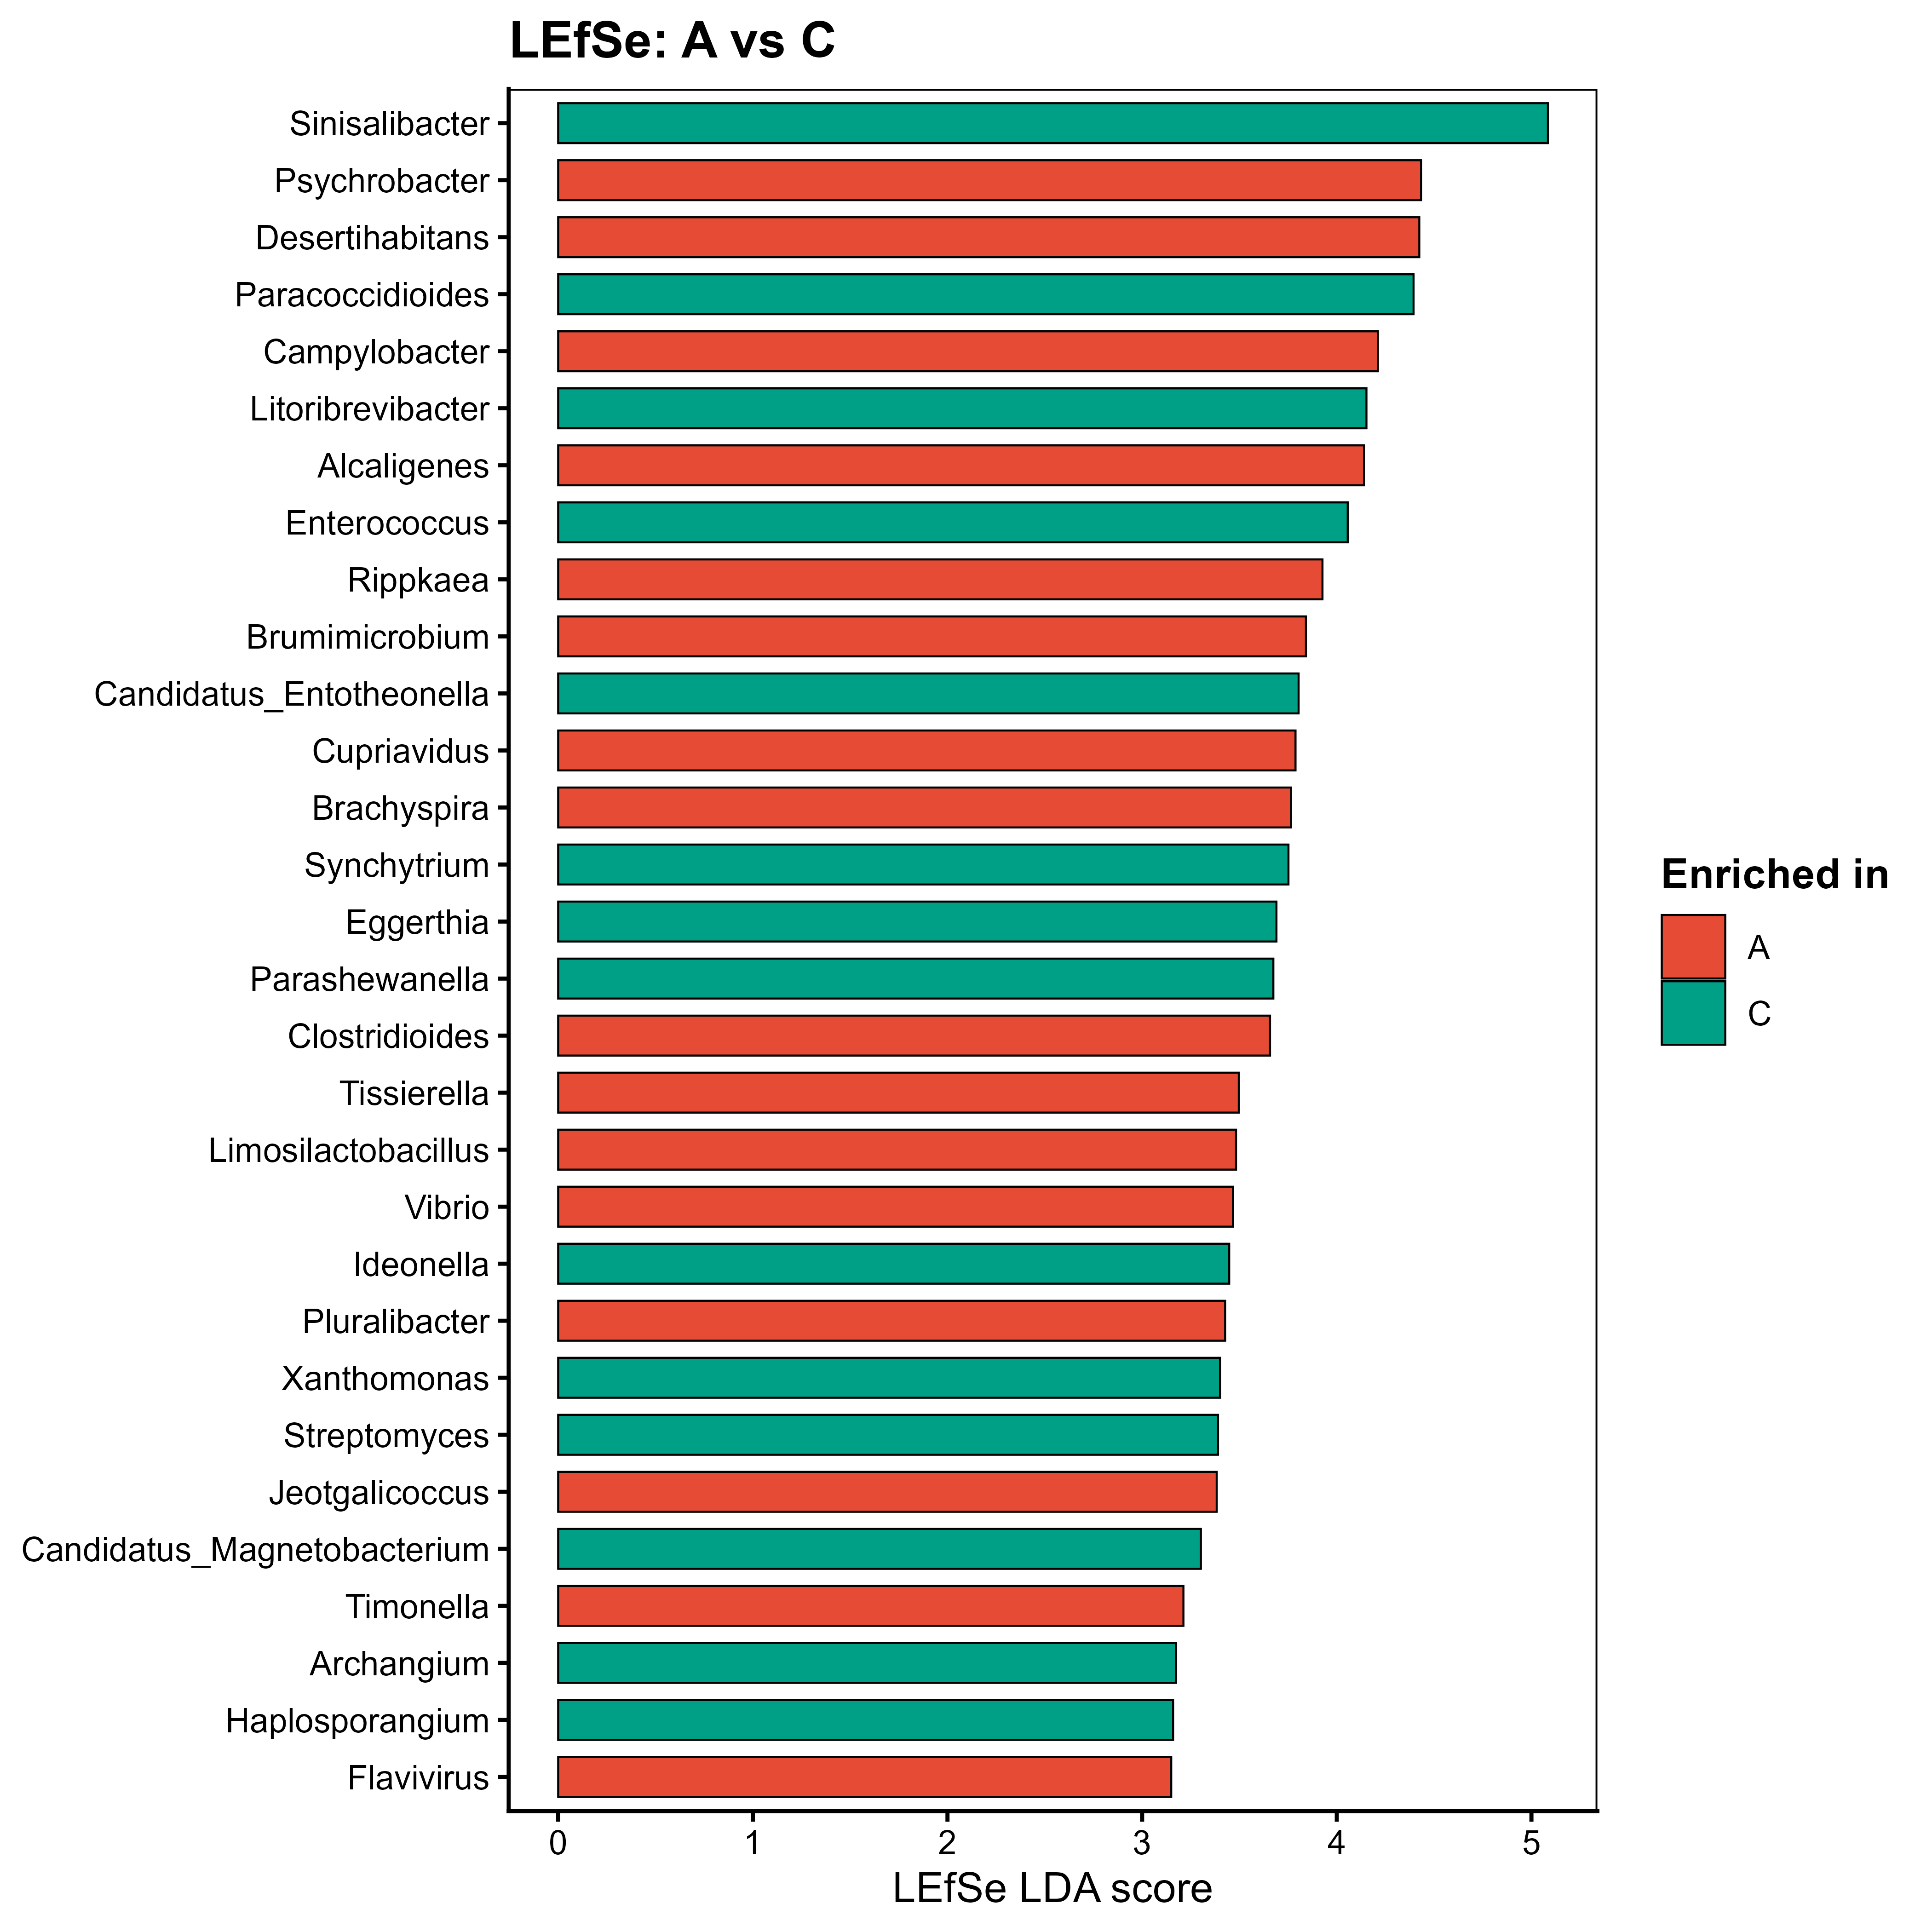 LEfSe: A vs C
Sinisalibacter
Psychrobacter
Desertihabitans
Paracoccidioides
Campylobacter
Litoribrevibacter
Alcaligenes
Enterococcus
Rippkaea
Brumimicrobium
Candidatus_Entotheonella
Cupriavidus
Brachyspira
Synchytrium
Eggerthia
Parashewanella
Clostridioides
Tissierella
Limosilactobacillus
Vibrio
Ideonella
Pluralibacter
Xanthomonas
Streptomyces
Jeotgalicoccus
Candidatus_Magnetobacterium
Timonella
Archangium
Haplosporangium
Flavivirus
0 1 2 3 4 5
LEfSe LDA score
Enriched in
A
C